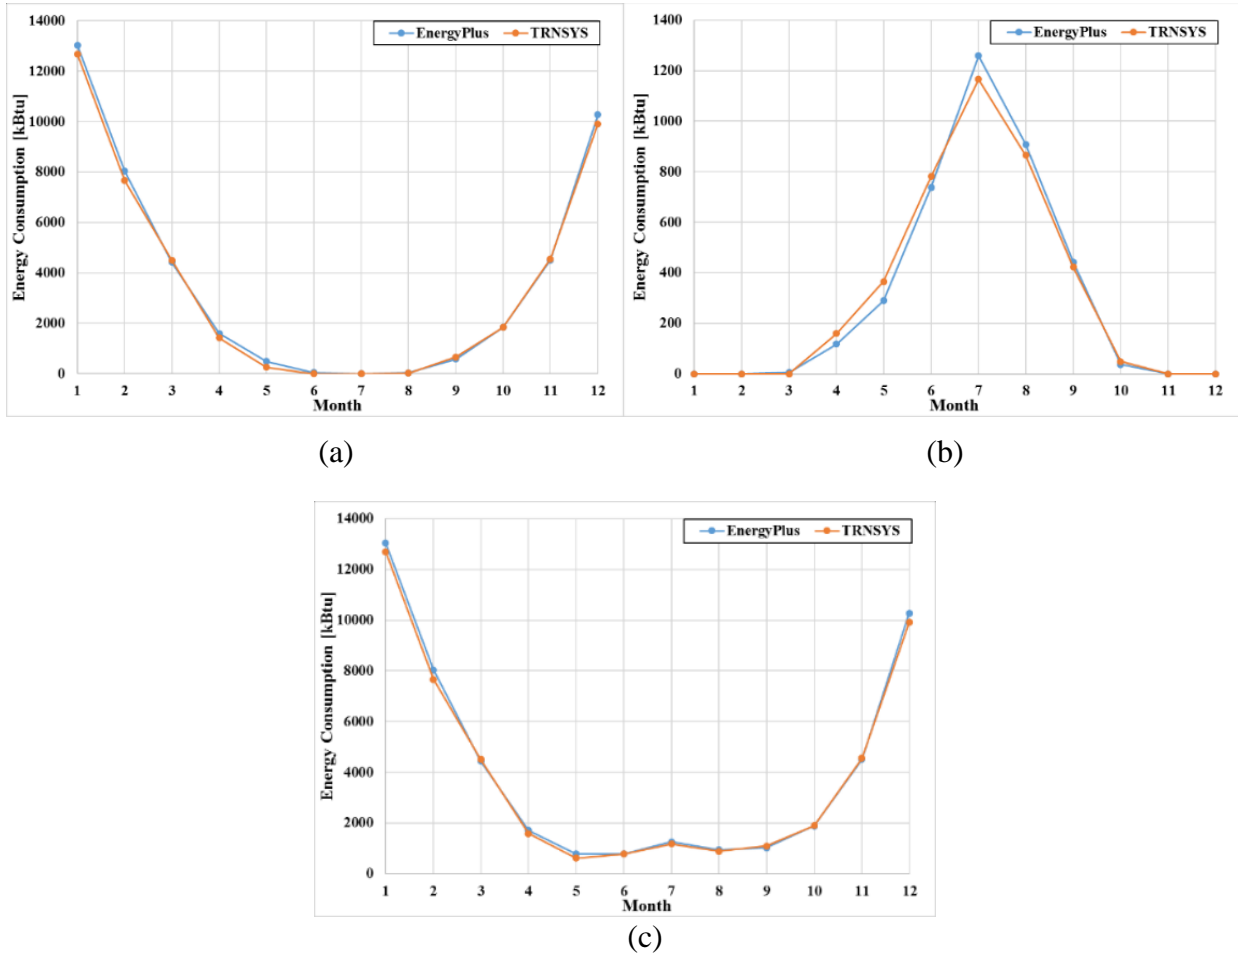 14000
12000
10000
8000
6000
4000
2000
0
Energy Consumption [kBtu]
EnergyPlus TRNSYS
1 2 3 4 5 6 7 8 9 10 11 12
Month
(a)
1400
1200
1000
800
600
400
200
0
Energy Consumption [kBtu]
EnergyPlus TRNSYS
1 2 3 4 5 6 7 8 9 10 11 12
Month
(b)
14000
12000
10000
8000
6000
4000
2000
0
Energy Consumption [kBtu]
EnergyPlus TRNSYS
1 2 3 4 5 6 7 8 9 10 11 12
Month
(c)